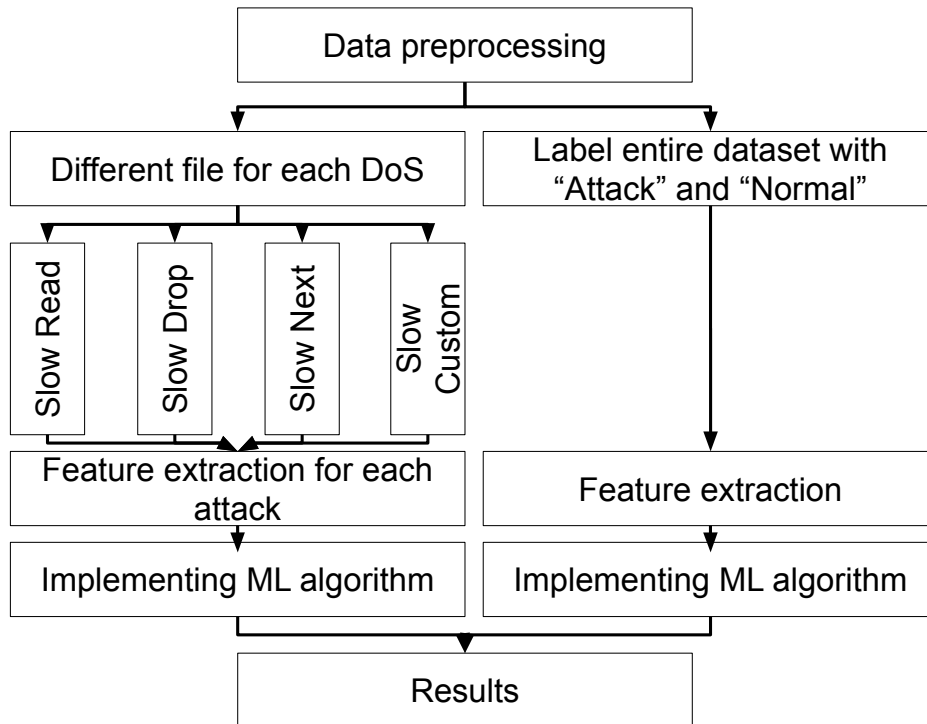 Data preprocessing
Different file for each DoS
Label entire dataset with
“Attack” and “Normal”
Slow Read
Slow Drop
Slow Next
Slow
Custom
Feature extraction for each
attack
Feature extraction
Implementing ML algorithm
Implementing ML algorithm
Results